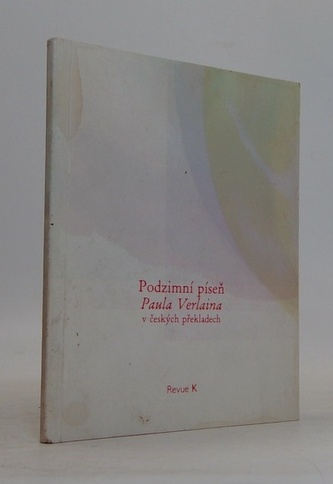 Podzimní píseň
Paula Verlaina
v českých překladech
Revue K